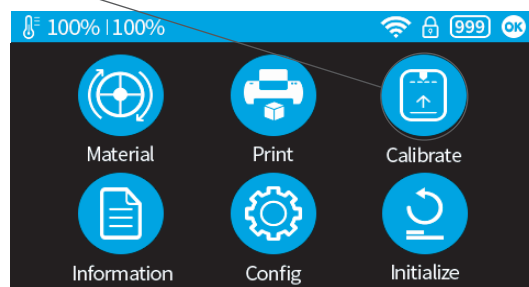 100% | 100% 999 OK
Material Print Calibrate
Information Config Initialize